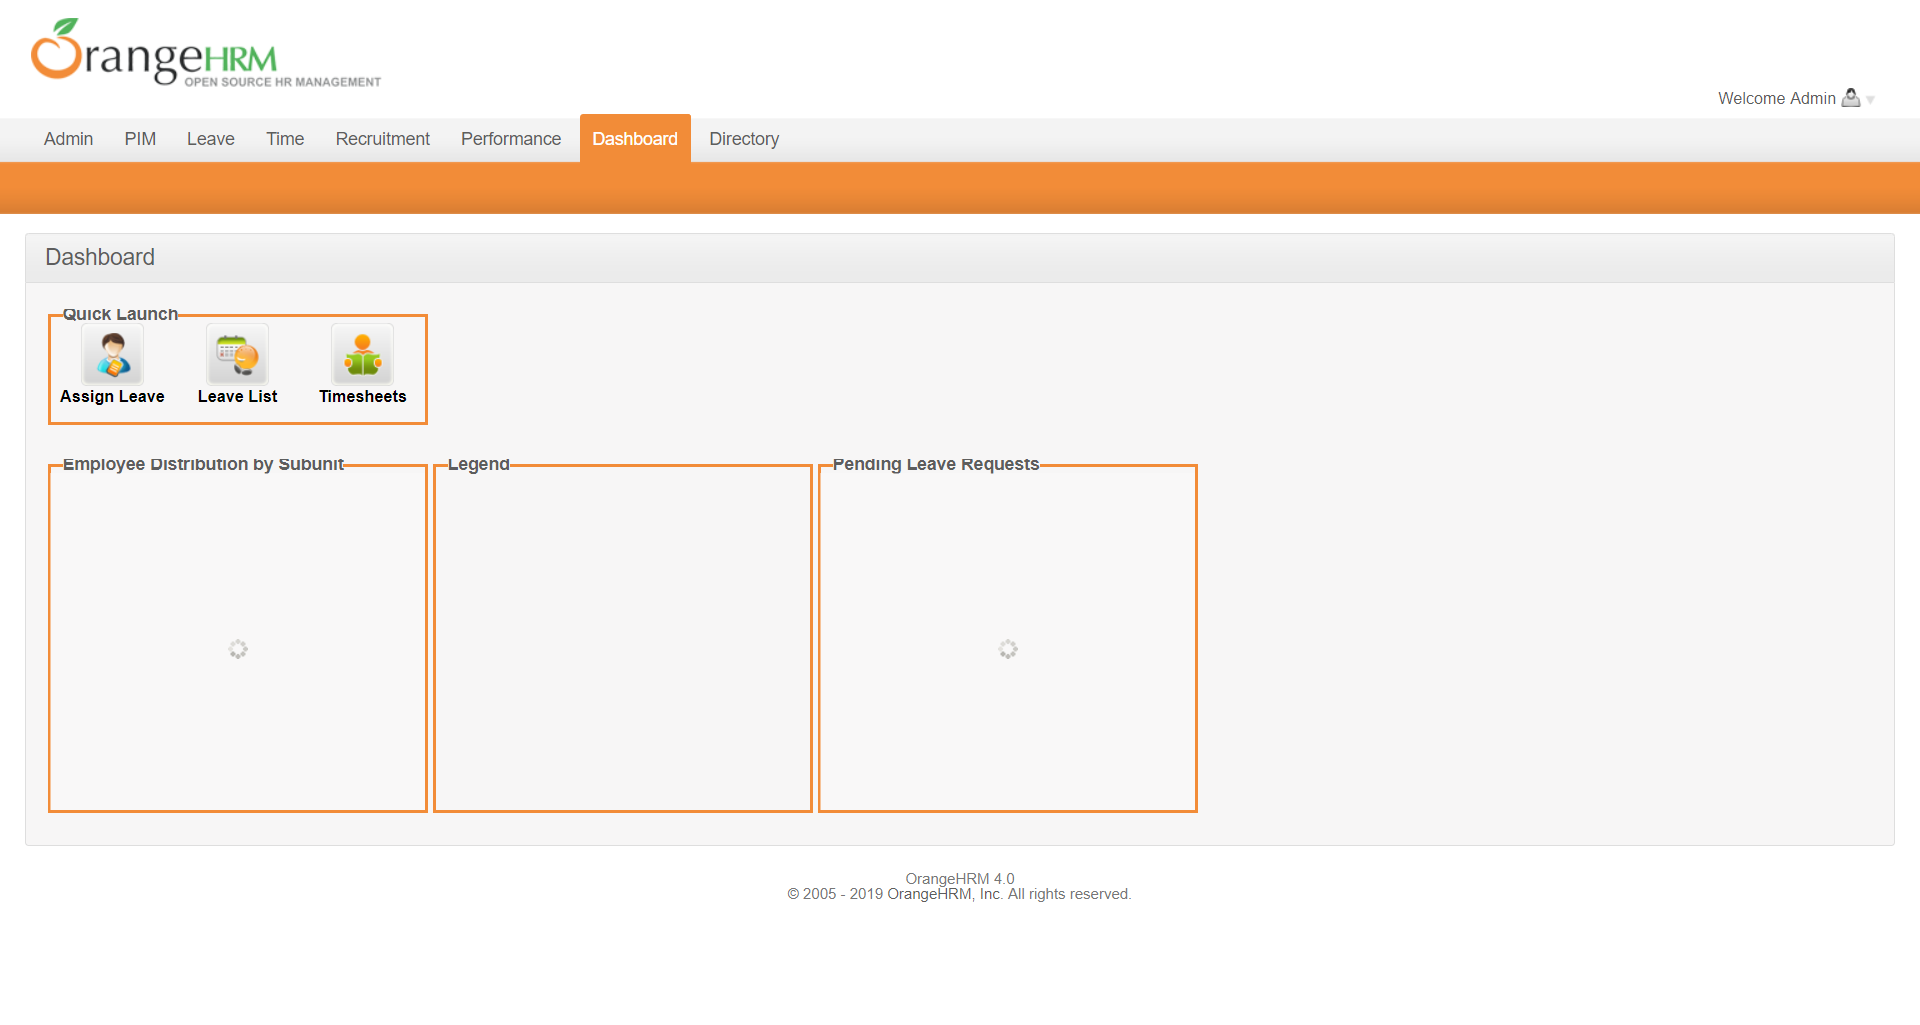 OrangeHRM
OPEN SOURCE HR MANAGEMENT
Welcome Admin
Admin PIM Leave Time Recruitment Performance Dashboard Directory
Dashboard
Quick Launch
Assign Leave Leave List Timesheets
Employee Distribution by Subunit Legend Pending Leave Requests
OrangeHRM 4.0
© 2005 - 2019 OrangeHRM, Inc. All rights reserved.